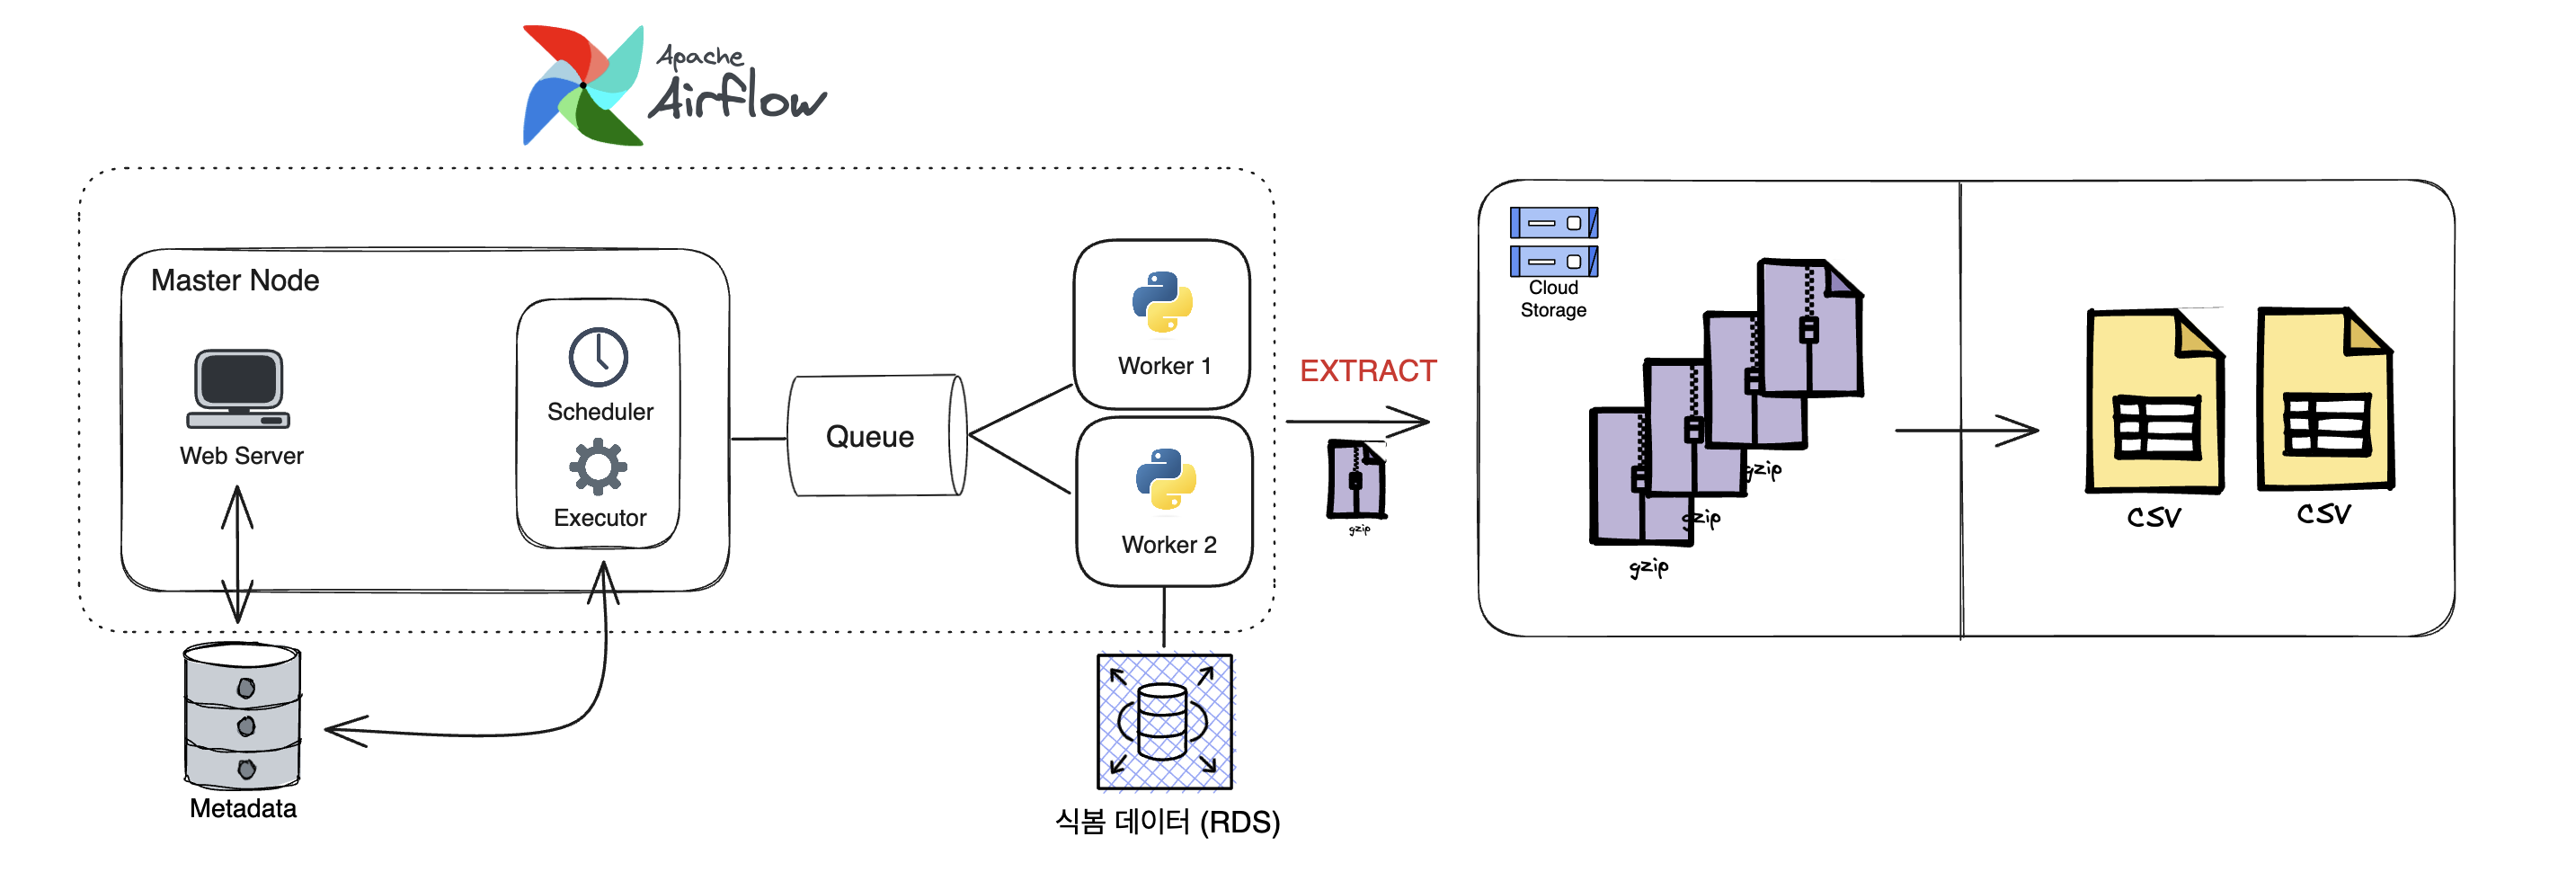 Apache
Airflow
Master Node
Web Server
Scheduler
Executor
Queue
Worker 1
Worker 2
Metadata
식봄 데이터 (RDS)
EXTRACT
gzip
Cloud
Storage
gzip
gzip
gzip
CSV
CSV